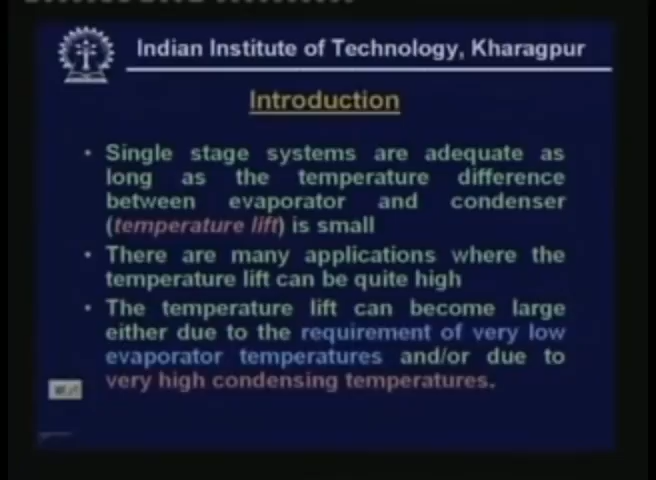 Indian Institute of Technology, Kharagpur
Introduction
• Single stage systems are adequate as
long as the temperature difference
between evaporator and condenser
(temperature lift) is small
• There are many applications where the
temperature lift can be quite high
• The temperature lift can become large
either due to the requirement of very low
evaporator temperatures and/or due to
very high condensing temperatures.